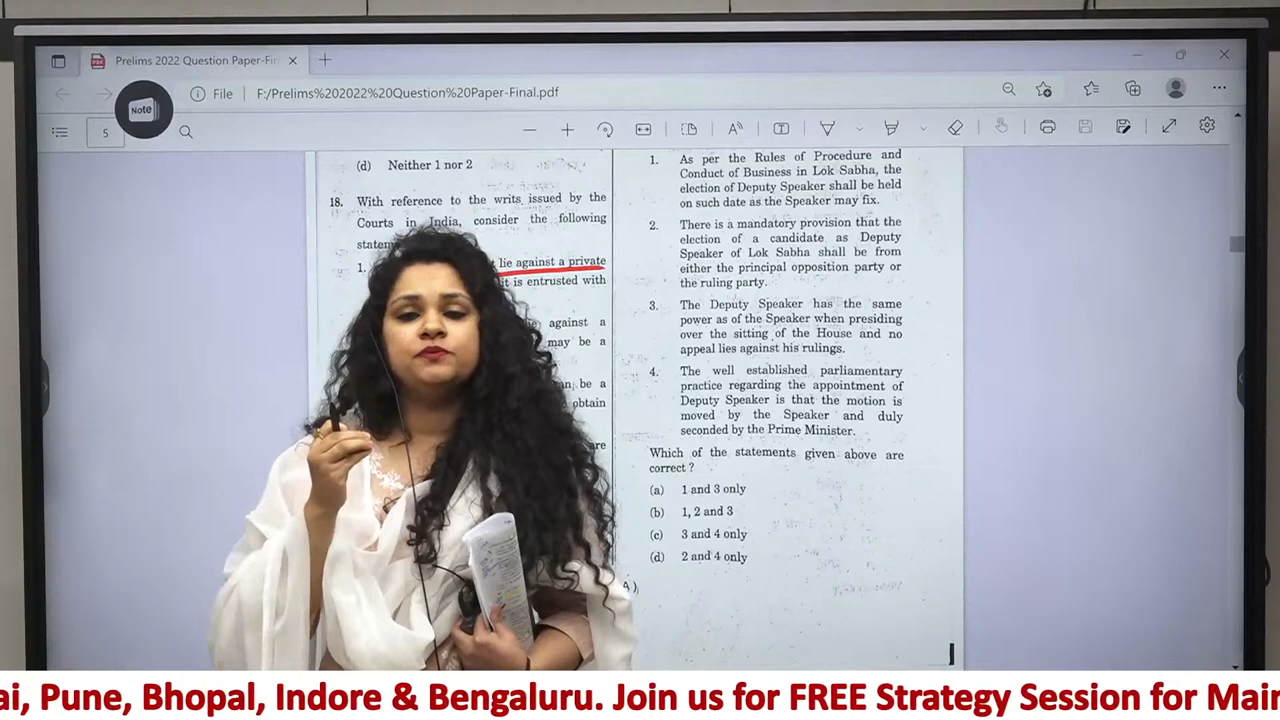 Prelims 2022 Question Paper-Fin
Note
File
F:/Prelims%202022%20Question%20Paper-Final.pdf
5
(d) Neither 1 nor 2
18. With reference to the writs issued by the
Courts in India, consider the following
statem
1. lie against a private
it is entrusted with
against a
may be a
be a
obtain
are
1. As per the Rules of Procedure and
Conduct of Business in Lok Sabha, the
election of Deputy Speaker shall be held
on such date as the Speaker may fix.
2. There is a mandatory provision that the
election of a candidate as Deputy
Speaker of Lok Sabha shall be from
either the principal opposition party or
the ruling party.
3. The Deputy Speaker has the same
power as of the Speaker when presiding
over the sitting of the House and no
appeal lies against his rulings.
4. The well established parliamentary
practice regarding the appointment of
Deputy Speaker is that the motion is
moved by the Speaker and duly
seconded by the Prime Minister.
Which of the statements given above are
correct ?
(a) 1 and 3 only
(b) 1, 2 and 3
(c) 3 and 4 only
(d) 2 and 4 only
A)
ai, Pune, Bhopal, Indore & Bengaluru. Join us for FREE Strategy Session for Mai